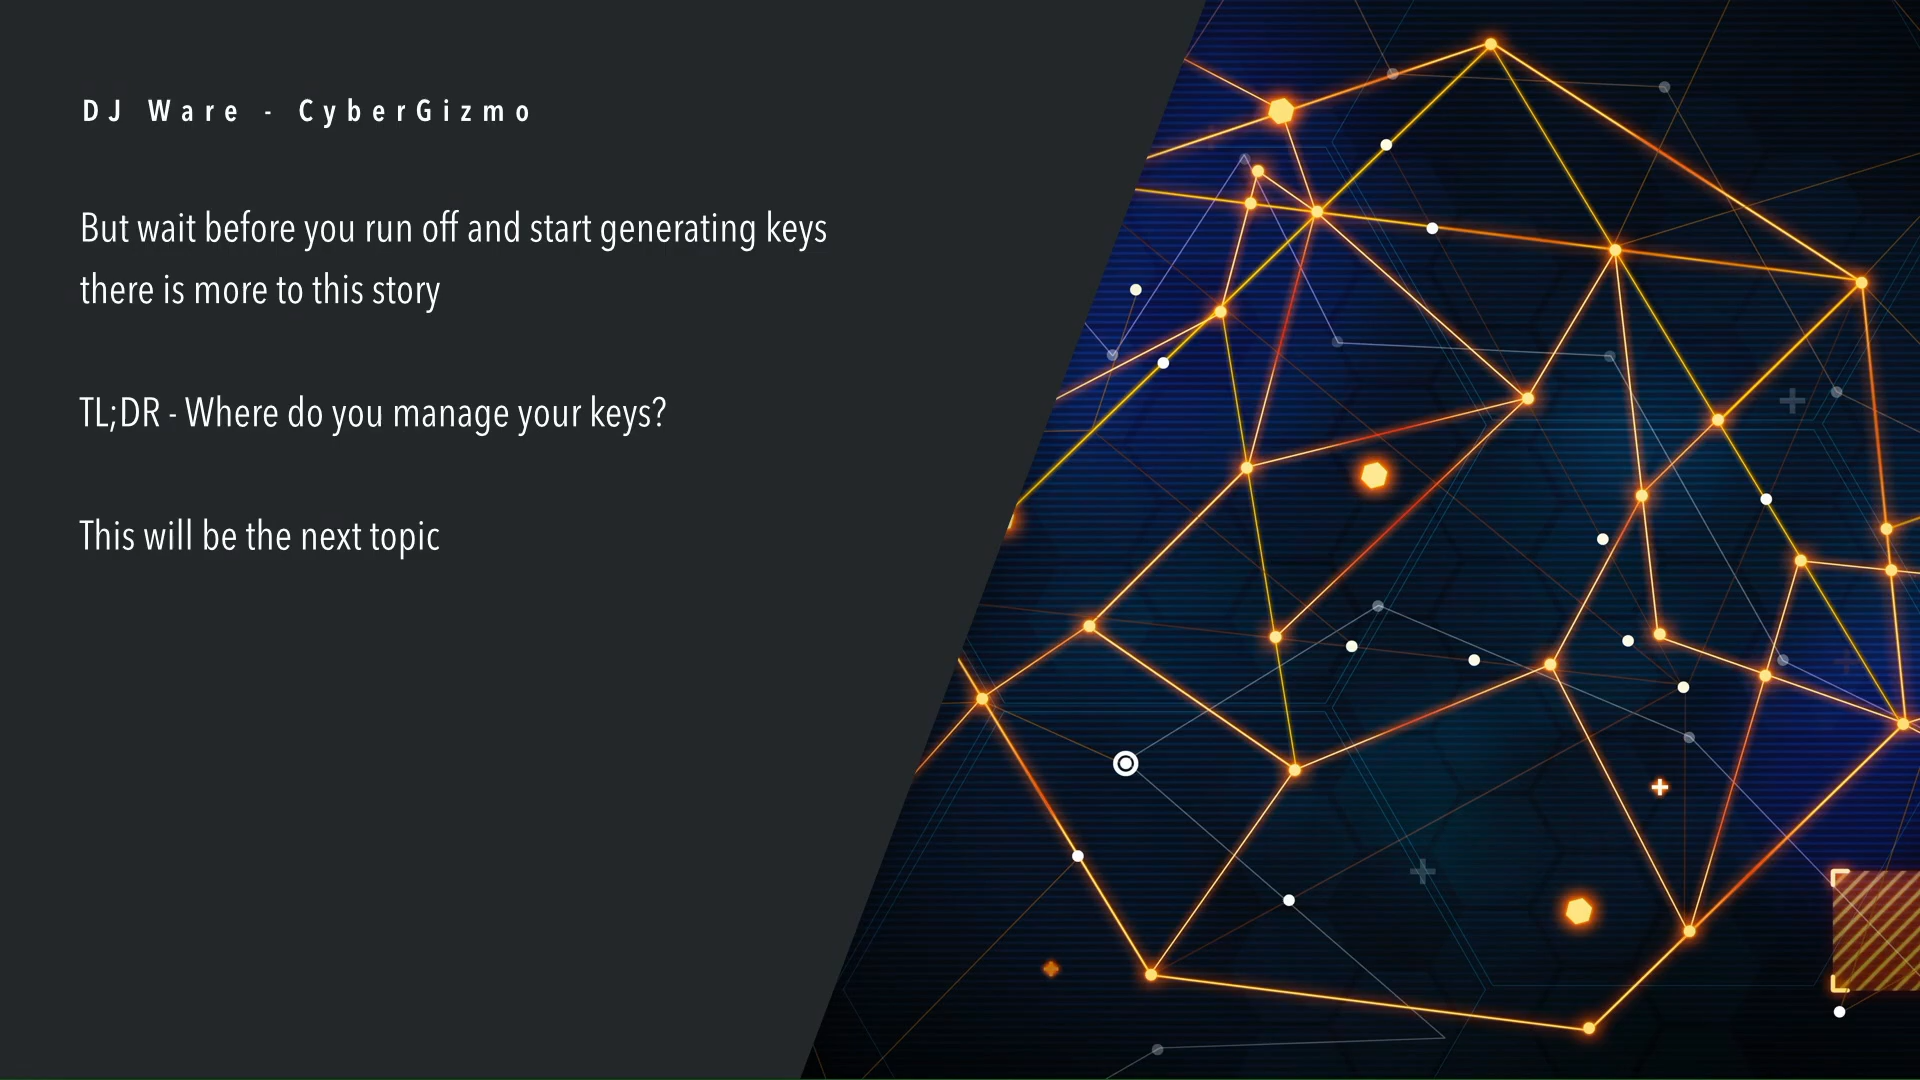 DJ Ware - CyberGizmo
But wait before you run off and start generating keys
there is more to this story
TL;DR - Where do you manage your keys?
This will be the next topic